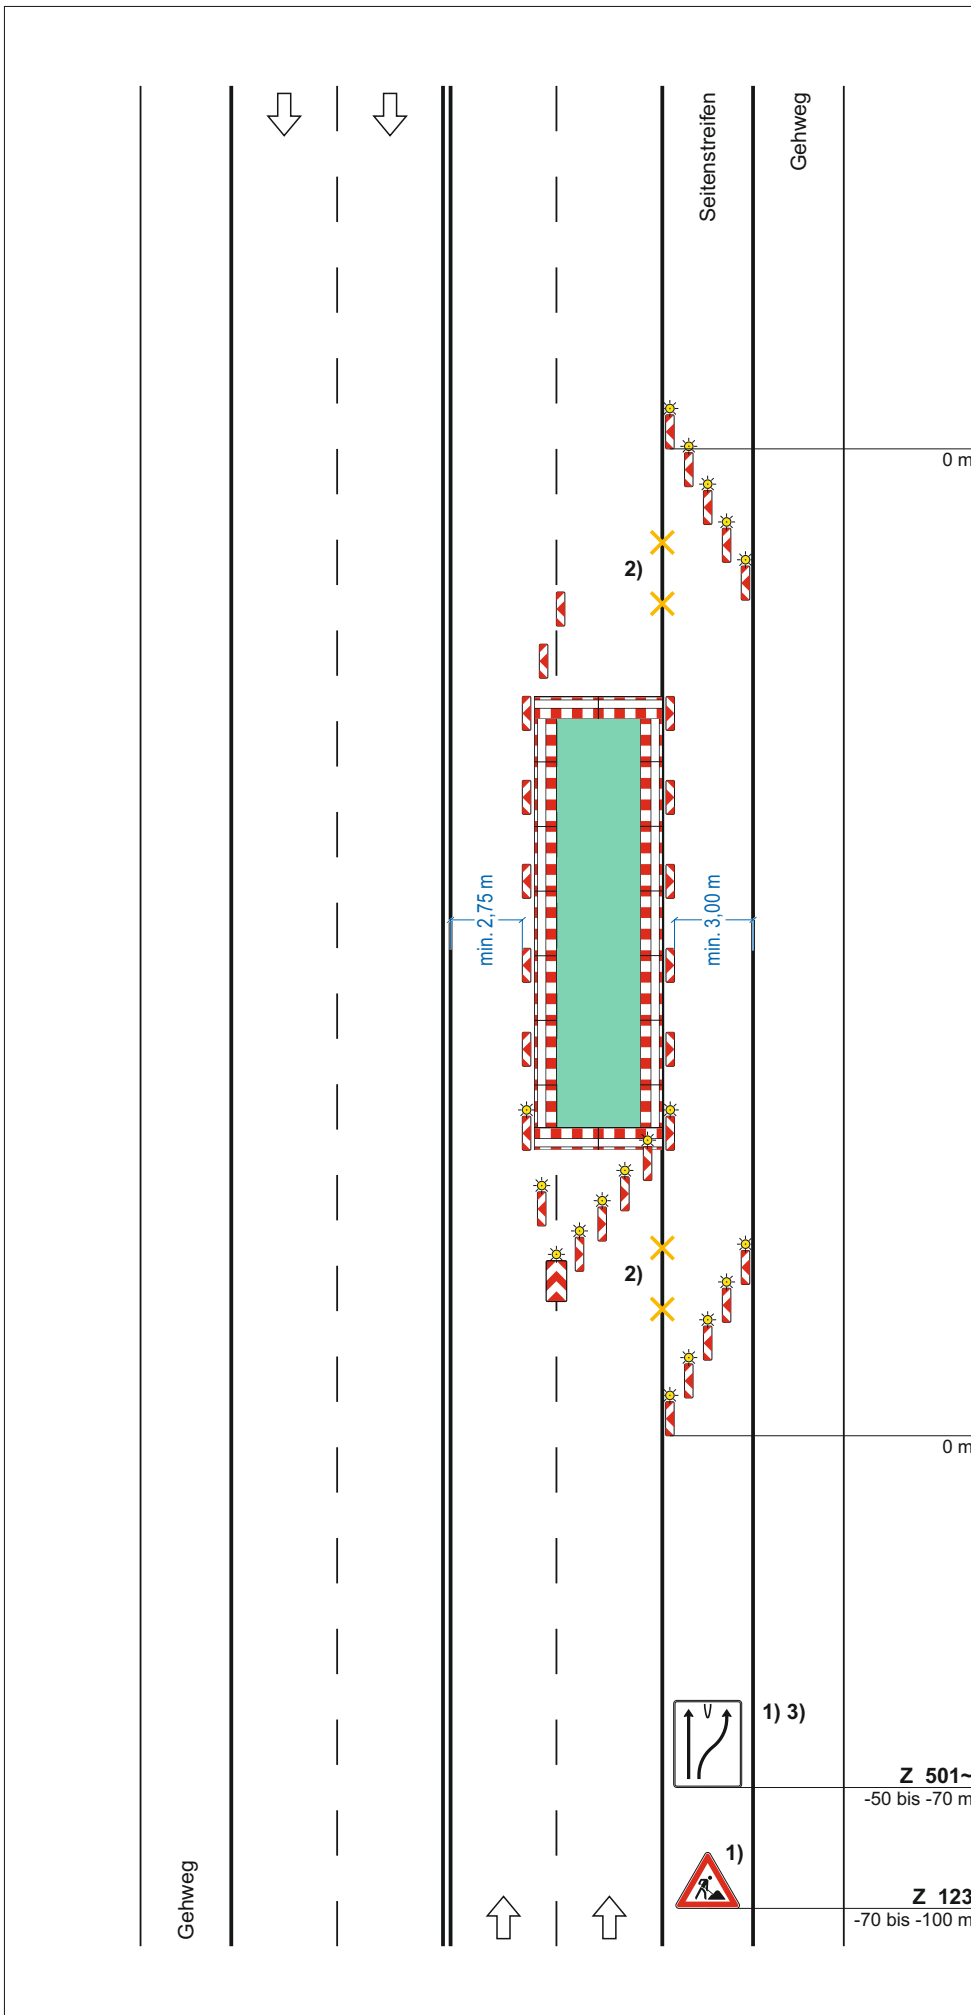 Seitenstreifen
Gehweg
0 m
2)
min. 2,75 m
min. 3,00 m
2)
0 m
1) 3)
Z 501~
-50 bis -70 m
1)
Z 123
-70 bis -100 m
Gehweg